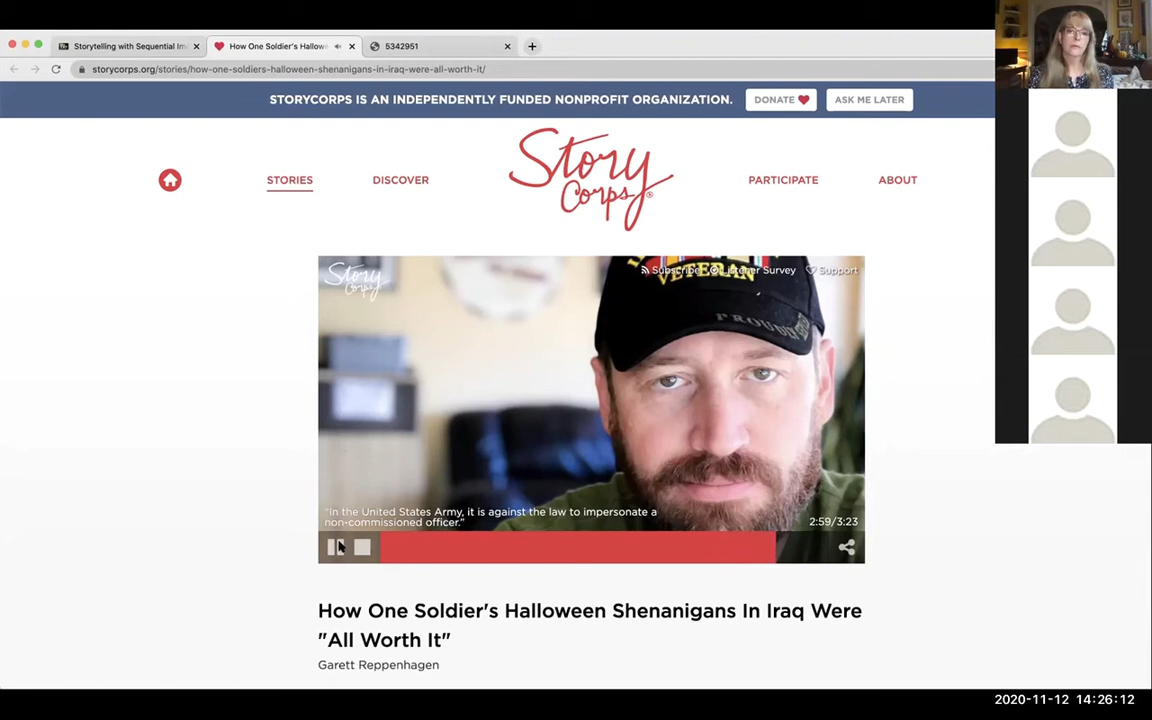 Storytelling with Sequential Im
How One Soldier's Hallow
5342951
storycorps.org/stories/how-one-soldiers-halloween-shenanigans-in-iraq-were-all-worth-it/
STORYCORPS IS AN INDEPENDENTLY FUNDED NONPROFIT ORGANIZATION.
DONATE
ASK ME LATER
STORIES
DISCOVER
Story
Corps®
PARTICIPATE
ABOUT
Story
Corps
Subscribe
Listener Survey
Support
VETERAN
PROUDLY
"In the United States Army, it is against the law to impersonate a
non-commissioned officer."
2:59/3:23
How One Soldier's Halloween Shenanigans In Iraq Were
"All Worth It"
Garett Reppenhagen
2020-11-12 14:26:12